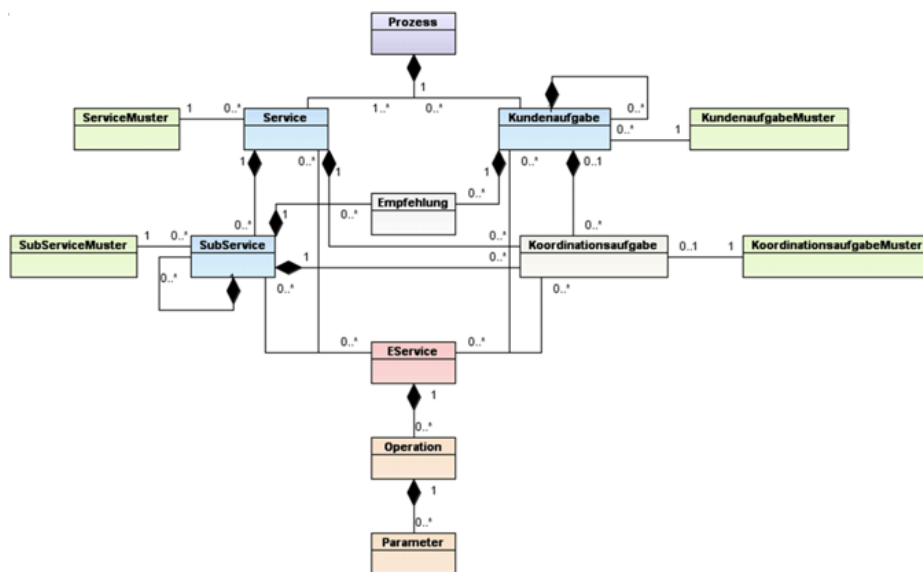 Prozess
1
1..*
0..*
0..*
ServiceMuster
1
0..*
Service
Kundenaufgabe
0..*
1
KundenaufgabeMuster
1
0..*
1
1
0..*
0..1
Empfehlung
1
0..*
0..*
0..*
0..*
0..*
SubServiceMuster
1
0..*
SubService
Koordinationsaufgabe
0..1
1
KoordinationsaufgabeMuster
1
0..*
0..*
1
0..*
0..*
0..*
EService
0..*
1
0..*
Operation
1
0..*
Parameter